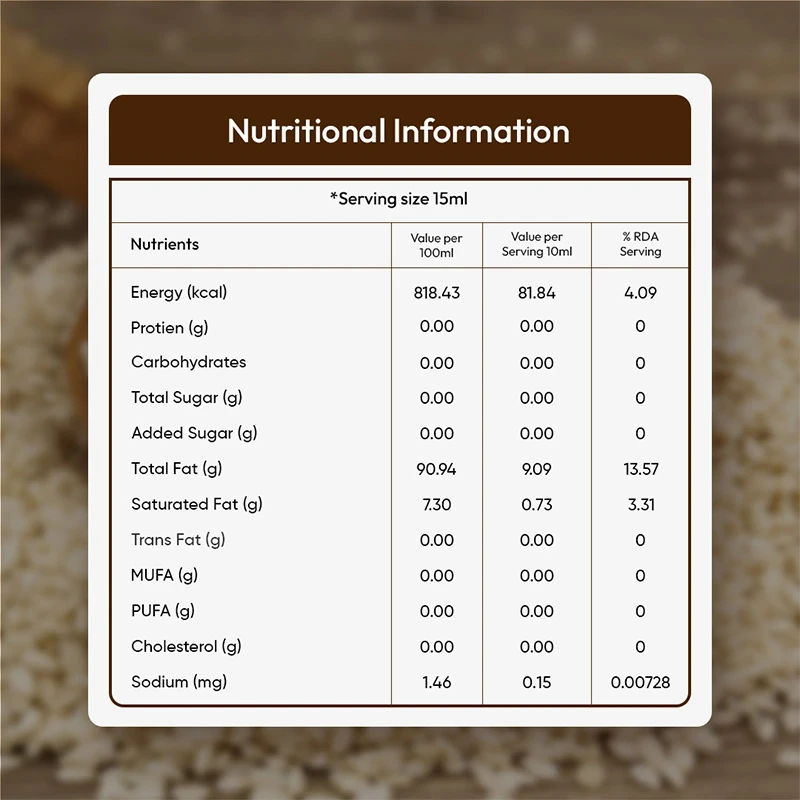 Nutritional Information
*Serving size 15ml
Nutrients Value per 100ml Value per Serving 10ml % RDA Serving
Energy (kcal) 818.43 81.84 4.09
Protien (g) 0.00 0.00 0
Carbohydrates 0.00 0.00 0
Total Sugar (g) 0.00 0.00 0
Added Sugar (g) 0.00 0.00 0
Total Fat (g) 90.94 9.09 13.57
Saturated Fat (g) 7.30 0.73 3.31
Trans Fat (g) 0.00 0.00 0
MUFA (g) 0.00 0.00 0
PUFA (g) 0.00 0.00 0
Cholesterol (g) 0.00 0.00 0
Sodium (mg) 1.46 0.15 0.00728